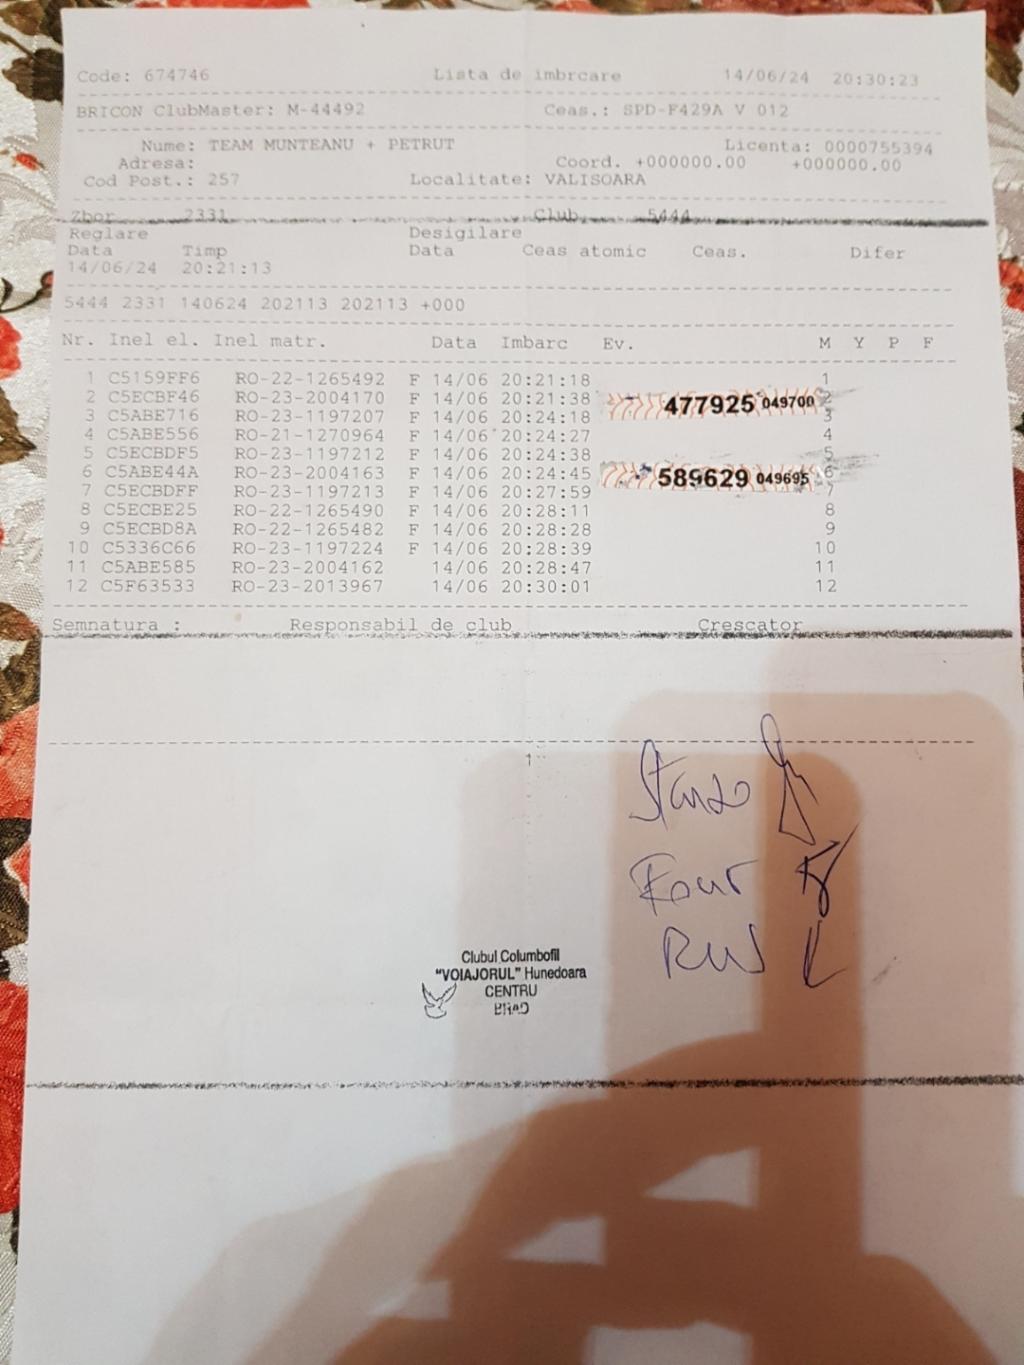 Code: 674746 Lista de imbrcare 14/06/24 20:30:23
BRICON ClubMaster: M-44492 Ceas.: SPD-F429A V 012
Nume: TEAM MUNTEANU + PETRUT Licenta: 0000755394
Adresa: Coord. +000000.00 +000000.00
Cod Post.: 257 Localitate: VALISOARA
Zbor 2331 Club 5444
Reglare Desigilare
Data Timp Data Ceas atomic Ceas. Difer
14/06/24 20:21:13
5444 2331 140624 202113 202113 +000
Nr. Inel el. Inel matr. Data Imbarc Ev. M Y P F
1 C5159FF6 RO-22-1265492 F 14/06 20:21:18 1
2 C5ECBF46 RO-23-2004170 F 14/06 20:21:38 477925 049700 2
3 C5ABE716 RO-23-1197207 F 14/06 20:24:18 3
4 C5ABE556 RO-21-1270964 F 14/06 20:24:27 4
5 C5ECBDF5 RO-23-1197212 F 14/06 20:24:38 5
6 C5ABE44A RO-23-2004163 F 14/06 20:24:45 589629 049695 6
7 C5ECBDFF RO-23-1197213 F 14/06 20:27:59 7
8 C5ECBE25 RO-22-1265490 F 14/06 20:28:11 8
9 C5ECBD8A RO-22-1265482 F 14/06 20:28:28 9
10 C5336C66 RO-23-1197224 F 14/06 20:28:39 10
11 C5ABE585 RO-23-2004162 14/06 20:28:47 11
12 C5F63533 RO-23-2013967 14/06 20:30:01 12
Semnatura : Responsabil de club Crescator
1
RUS
Clubul Columbofil
"VOIAJORUL" Hunedoara
CENTRU
BRAD